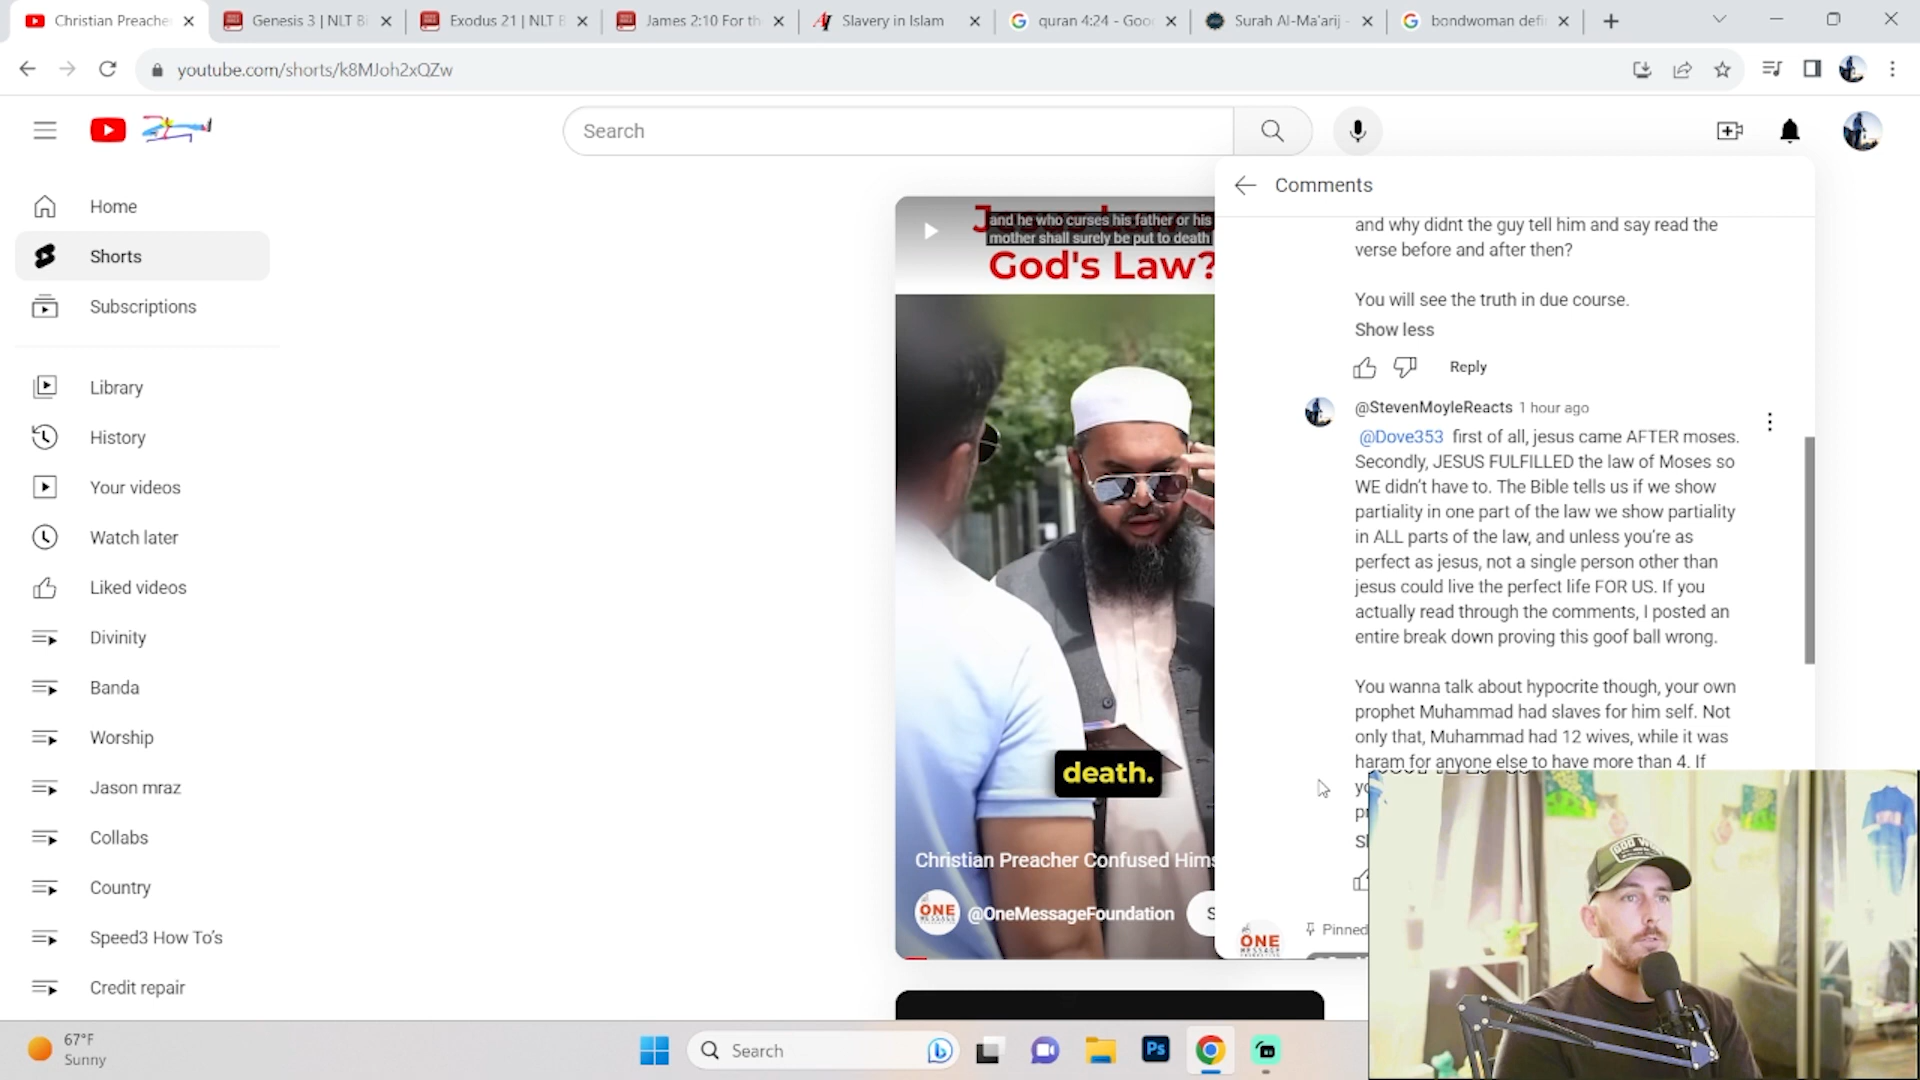 Christian Preache
Genesis 3 | NLT B
Exodus 21 | NLT B
James 2:10 For th
Slavery in Islam
quran 4:24 - Goo
Surah Al-Ma'arij -
bondwoman defi
youtube.com/shorts/k8MJoh2xQZw
Search
Comments
Home
Shorts
Subscriptions
Library
History
Your videos
Watch later
Liked videos
Divinity
Banda
Worship
Jason mraz
Collabs
Country
Speed3 How To's
Credit repair
and he who curses his father or his
mother shall surely be put to death
God's Law?
death.
Christian Preacher Confused Hims
ONE
@OneMessageFoundation
S
and why didnt the guy tell him and say read the
verse before and after then?
You will see the truth in due course.
Show less
Reply
@StevenMoyleReacts 1 hour ago
@Dove353 first of all, jesus came AFTER moses.
Secondly, JESUS FULFILLED the law of Moses so
WE didn't have to. The Bible tells us if we show
partiality in one part of the law we show partiality
in ALL parts of the law, and unless you're as
perfect as jesus, not a single person other than
jesus could live the perfect life FOR US. If you
actually read through the comments, I posted an
entire break down proving this goof ball wrong.
You wanna talk about hypocrite though, your own
prophet Muhammad had slaves for him self. Not
only that, Muhammad had 12 wives, while it was
haram for anyone else to have more than 4. If
Pinned
ONE
MESSAGE
67°F
Sunny
Search
Ps